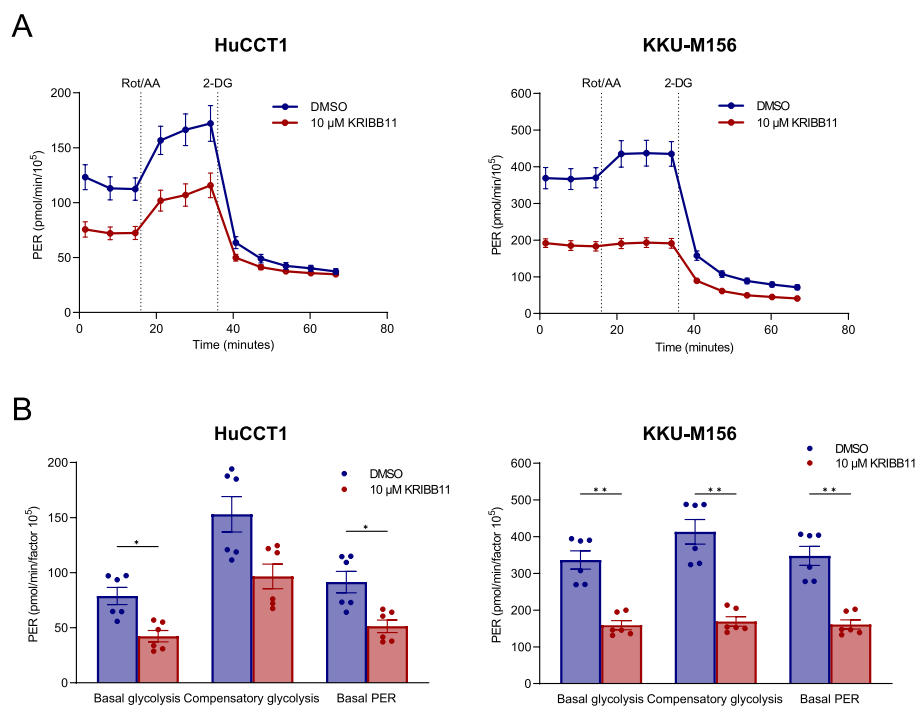 A
HuCCT1
Rot/AA
2-DG
DMSO
10 µM KRIBB11
PER (pmol/min/10⁵)
200
150
100
50
0
0 20 40 60 80
Time (minutes)
KKU-M156
Rot/AA
2-DG
DMSO
10 µM KRIBB11
PER (pmol/min/10⁵)
600
500
400
300
200
100
0
0 20 40 60 80
Time (minutes)
B
HuCCT1
DMSO
10 µM KRIBB11
PER (pmol/min/factor 10⁵)
200
150
100
50
0
*
*
Basal glycolysis Compensatory glycolysis Basal PER
KKU-M156
DMSO
10 µM KRIBB11
PER (pmol/min/factor 10⁵)
600
500
400
300
200
100
0
**
**
**
Basal glycolysis Compensatory glycolysis Basal PER